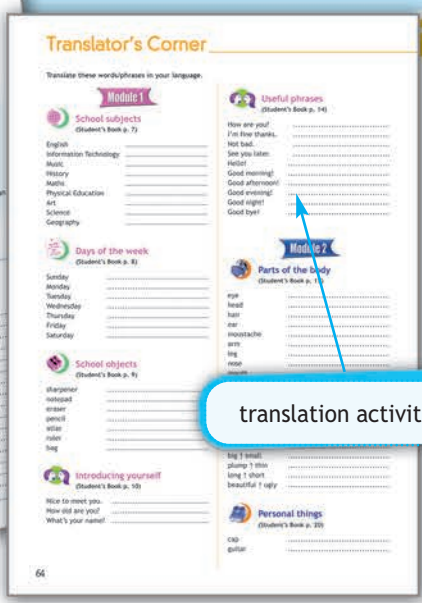 Translator's Corner
Translate these words/phrases in your language.
Module 1
School subjects
(Student's Book p. 7)
English
Information Technology
Music
History
Maths
Physical Education
Art
Science
Geography
Days of the week
(Student's Book p. 8)
Sunday
Monday
Tuesday
Wednesday
Thursday
Friday
Saturday
School objects
(Student's Book p. 9)
sharpener
notepad
eraser
pencil
atlas
ruler
bag
Introducing yourself
(Student's Book p. 10)
Nice to meet you.
How old are you?
What's your name?
64
Useful phrases
(Student's Book p. 14)
How are you?
I'm fine thanks.
Not bad.
See you later.
Hello!
Good morning!
Good afternoon!
Good evening!
Good night!
Good bye!
Module 2
Parts of the body
(Student's Book p.
eye
head
hair
ear
moustache
arm
leg
nose
mouth
translation activit
big ↑ small
plump ↑ thin
long ↑ short
beautiful ↑ ugly
Personal things
(Student's Book p. 20)
cap
guitar